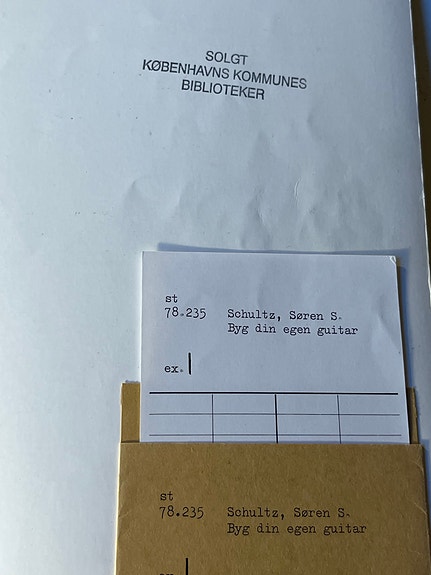 SOLGT
KØBENHAVNS KOMMUNES
BIBLIOTEKER
st
78.235 Schultz, Søren S.
Byg din egen guitar
ex.
st
78.235 Schultz, Søren S.
Byg din egen guitar